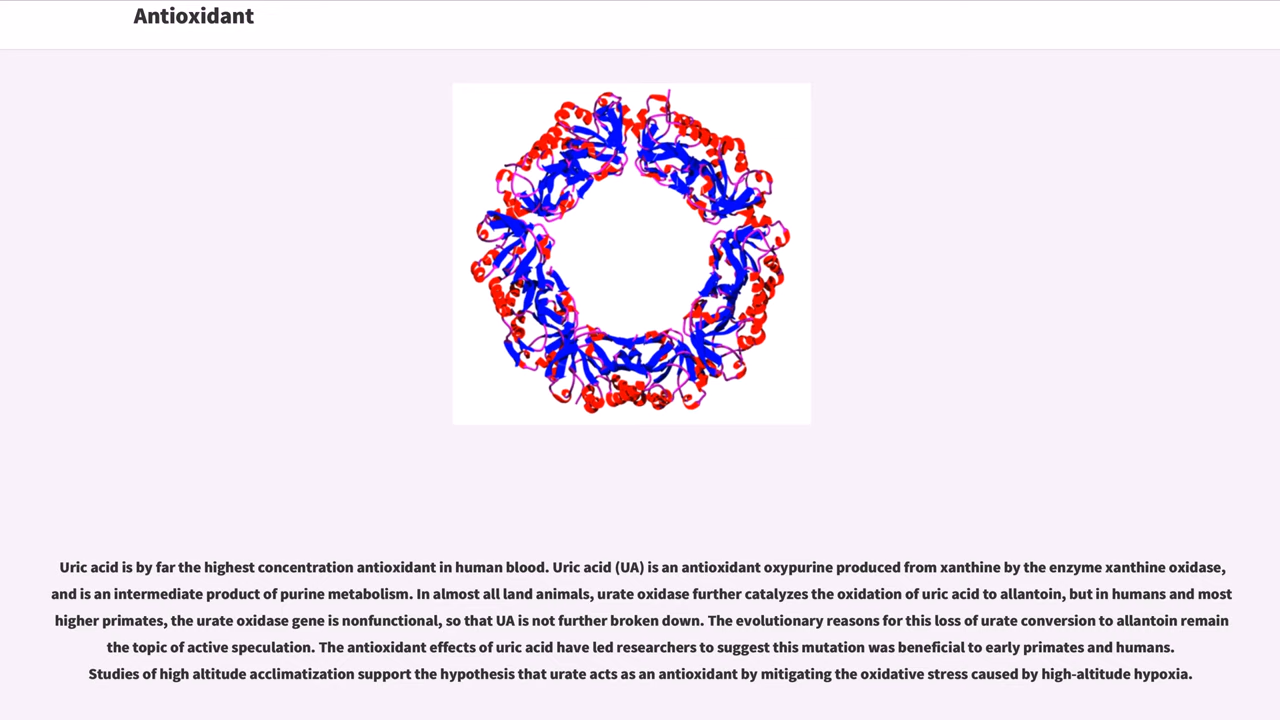 Antioxidant
Uric acid is by far the highest concentration antioxidant in human blood. Uric acid (UA) is an antioxidant oxypurine produced from xanthine by the enzyme xanthine oxidase,
and is an intermediate product of purine metabolism. In almost all land animals, urate oxidase further catalyzes the oxidation of uric acid to allantoin, but in humans and most
higher primates, the urate oxidase gene is nonfunctional, so that UA is not further broken down. The evolutionary reasons for this loss of urate conversion to allantoin remain
the topic of active speculation. The antioxidant effects of uric acid have led researchers to suggest this mutation was beneficial to early primates and humans.
Studies of high altitude acclimatization support the hypothesis that urate acts as an antioxidant by mitigating the oxidative stress caused by high-altitude hypoxia.